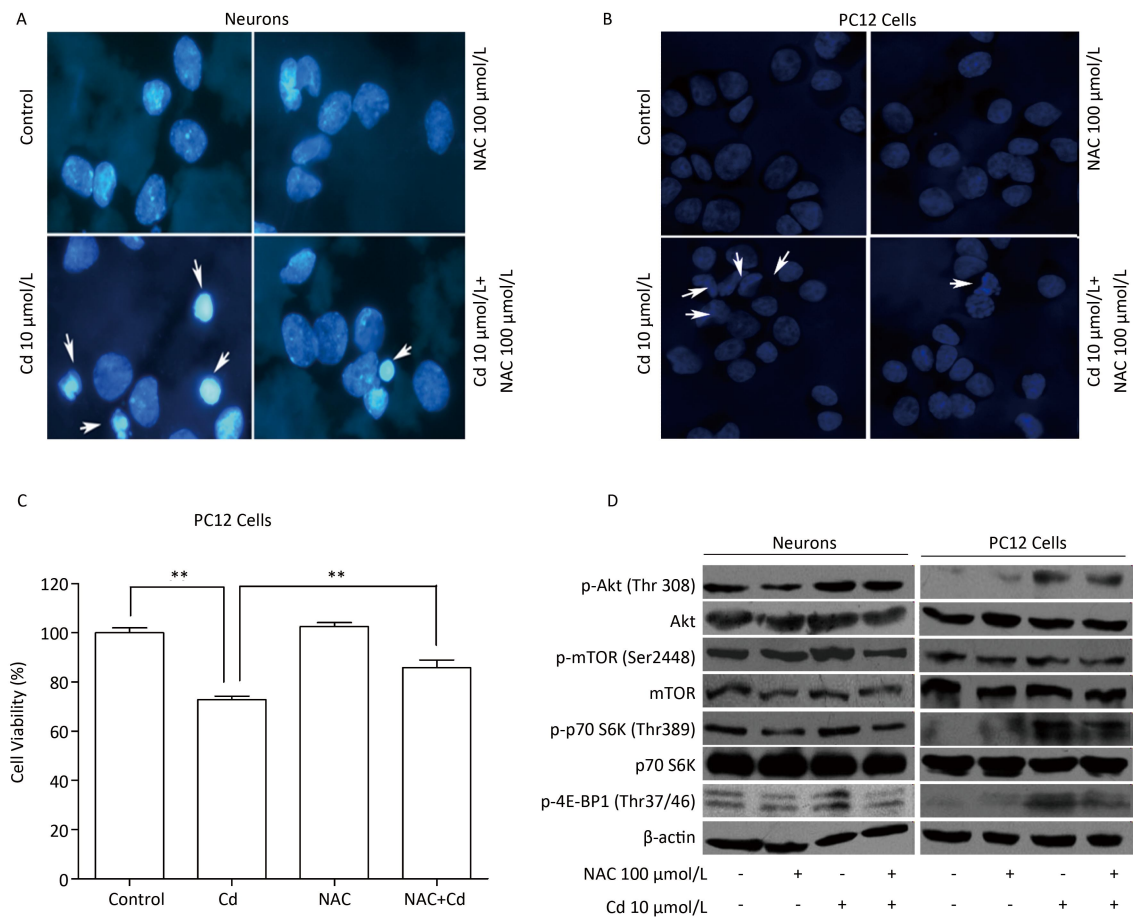 A
Neurons
Control
NAC 100 µmol/L
Cd 10 µmol/L
Cd 10 µmol/L+
NAC 100 µmol/L
B
PC12 Cells
Control
NAC 100 µmol/L
Cd 10 µmol/L
Cd 10 µmol/L+
NAC 100 µmol/L
C
PC12 Cells
Cell Viability (%)
120
100
80
60
40
20
0
**
**
Control
Cd
NAC
NAC+Cd
D
Neurons
PC12 Cells
p-Akt (Thr 308)
Akt
p-mTOR (Ser2448)
mTOR
p-p70 S6K (Thr389)
p70 S6K
p-4E-BP1 (Thr37/46)
β-actin
NAC 100 µmol/L - + - + - + - +
Cd 10 µmol/L - - + + - - + +